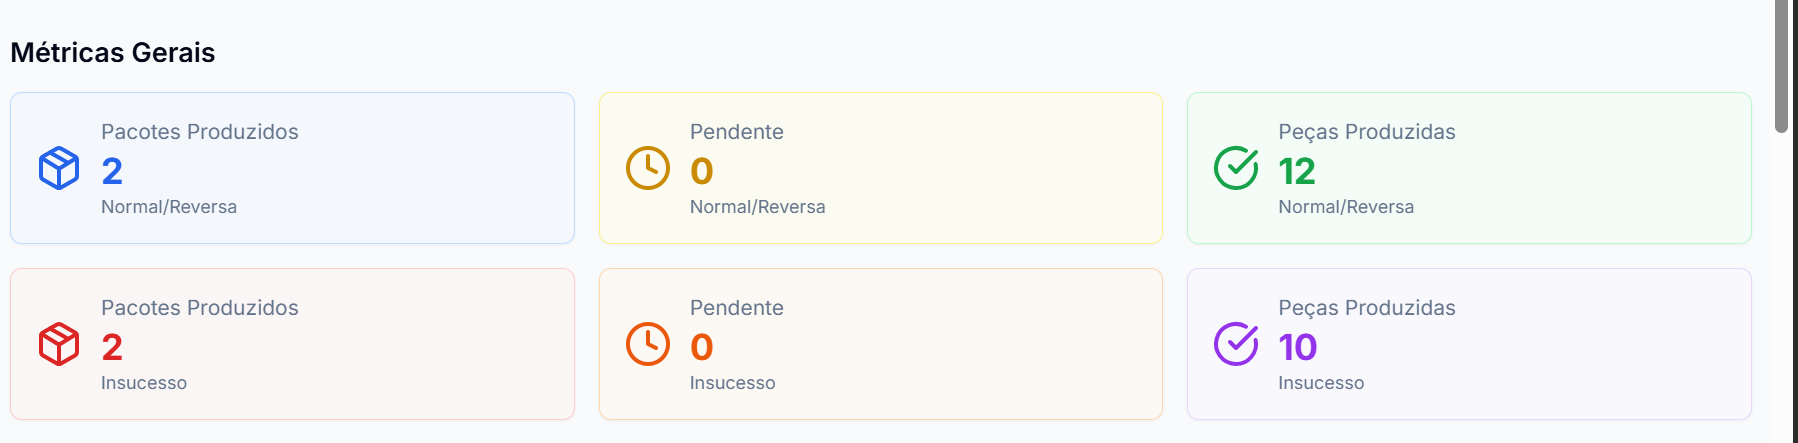 Métricas Gerais
Pacotes Produzidos
2
Normal/Reversa
Pendente
0
Normal/Reversa
Peças Produzidas
12
Normal/Reversa
Pacotes Produzidos
2
Insucesso
Pendente
0
Insucesso
Peças Produzidas
10
Insucesso